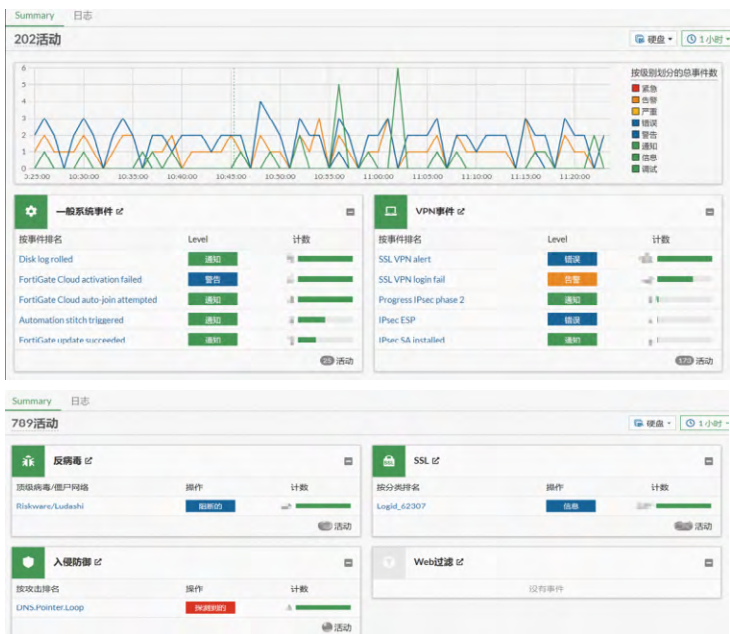 Summary 日志
202活动 硬盘 1小时
按级别划分的总事件数
6
5
4
3
2
1
0
紧急
告警
严重
错误
警告
通知
信息
调试
3:25:00 10:30:00 10:35:00 10:40:00 10:45:00 10:50:00 10:55:00 11:00:00 11:05:00 11:10:00 11:15:00 11:20:00
一般系统事件
按事件排名 Level 计数
Disk log rolled 通知
FortiGate Cloud activation failed 警告
FortiGate Cloud auto-join attempted 通知
Automation stitch triggered 通知
FortiGate update succeeded 通知
25 活动
VPN事件
按事件排名 Level 计数
SSL VPN alert 错误
SSL VPN login fail 告警
Progress IPsec phase 2 通知
IPsec ESP 错误
IPsec SA installed 通知
173 活动
Summary 日志
789活动 硬盘 1小时
反病毒
顶级病毒/僵尸网络 操作 计数
Riskware/Ludashi 阻断的
活动
SSL
按分类排名 操作 计数
Logid_62307 信息
活动
入侵防御
按攻击排名 操作 计数
DNS.Pointer.Loop 探测到的
活动
Web过滤
没有事件